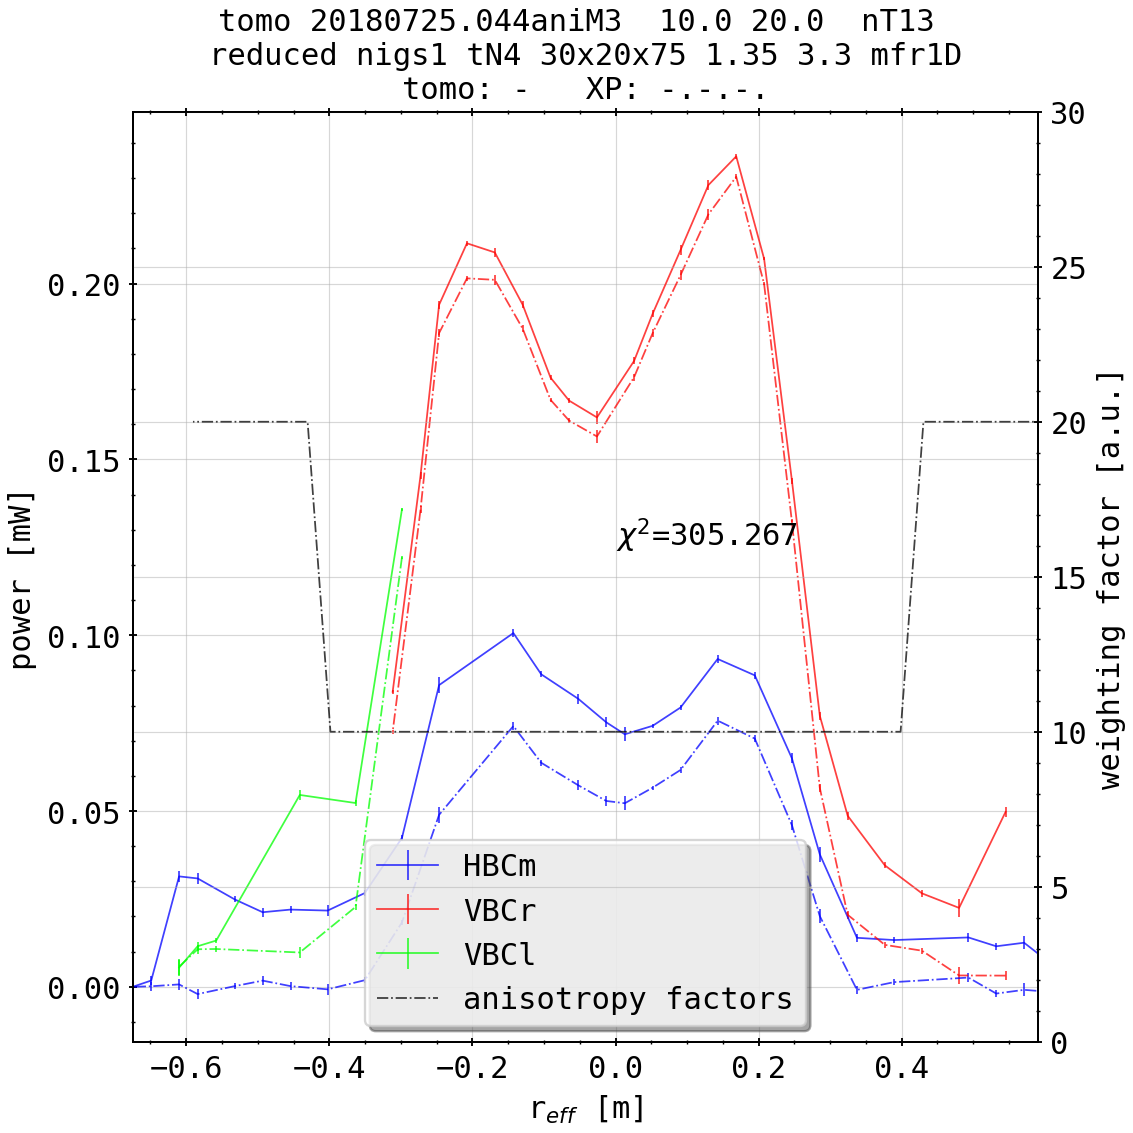 tomo 20180725.044aniM3  10.0 20.0  nT13
reduced nigs1 tN4 30x20x75 1.35 3.3 mfr1D
tomo: -   XP: -.-.-.
30
25
20
15
10
5
0
weighting factor [a.u.]
0.20
0.15
0.10
0.05
0.00
power [mW]
χ²=305.267
HBCm
VBCr
VBCl
anisotropy factors
−0.6 −0.4 −0.2 0.0 0.2 0.4
r_eff [m]